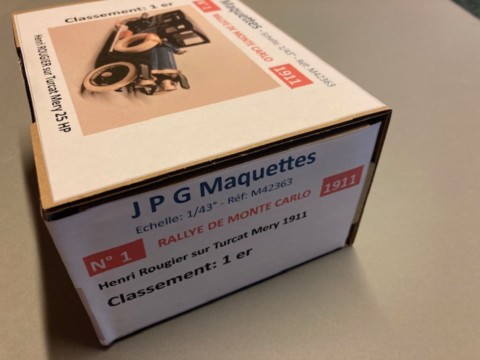 Classement: 1 er
Maquettes - Echelle: 1/43° - Réf: M42363
N° 1 RALLYE DE MONTE CARLO 1911
Henri ROUGIER sur Turcat Mery 25 HP
J P G Maquettes
Echelle: 1/43° - Réf: M42363
N° 1 RALLYE DE MONTE CARLO 1911
Henri Rougier sur Turcat Mery 1911
Classement: 1 er